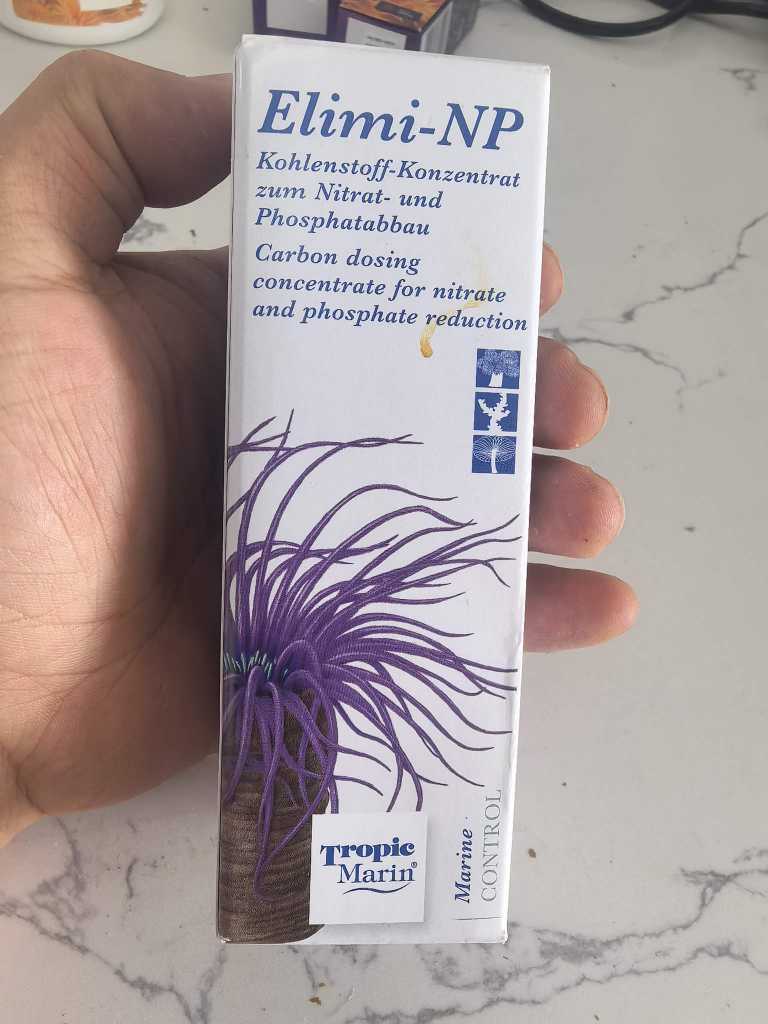 Elimi-NP
Kohlenstoff-Konzentrat
zum Nitrat- und
Phosphatabbau
Carbon dosing
concentrate for nitrate
and phosphate reduction
Tropic
Marin®
Marine
CONTROL